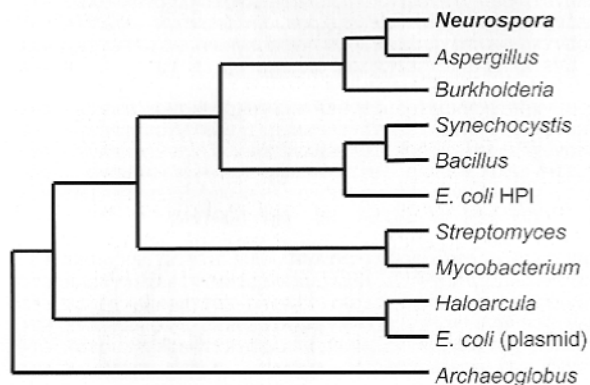 Neurospora
Aspergillus
Burkholderia
Synechocystis
Bacillus
E. coli HPI
Streptomyces
Mycobacterium
Haloarcula
E. coli (plasmid)
Archaeoglobus